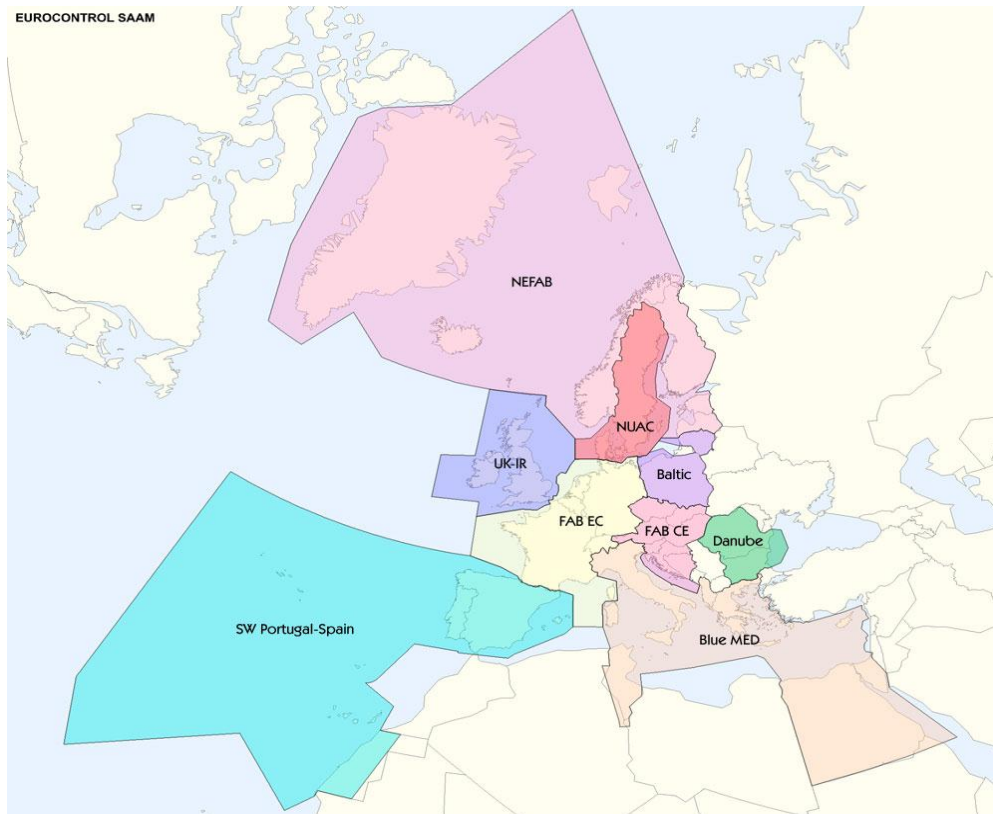 EUROCONTROL SAAM
NEFAB
NUAC
UK-IR
Baltic
FAB EC
FAB CE
Danube
SW Portugal-Spain
Blue MED